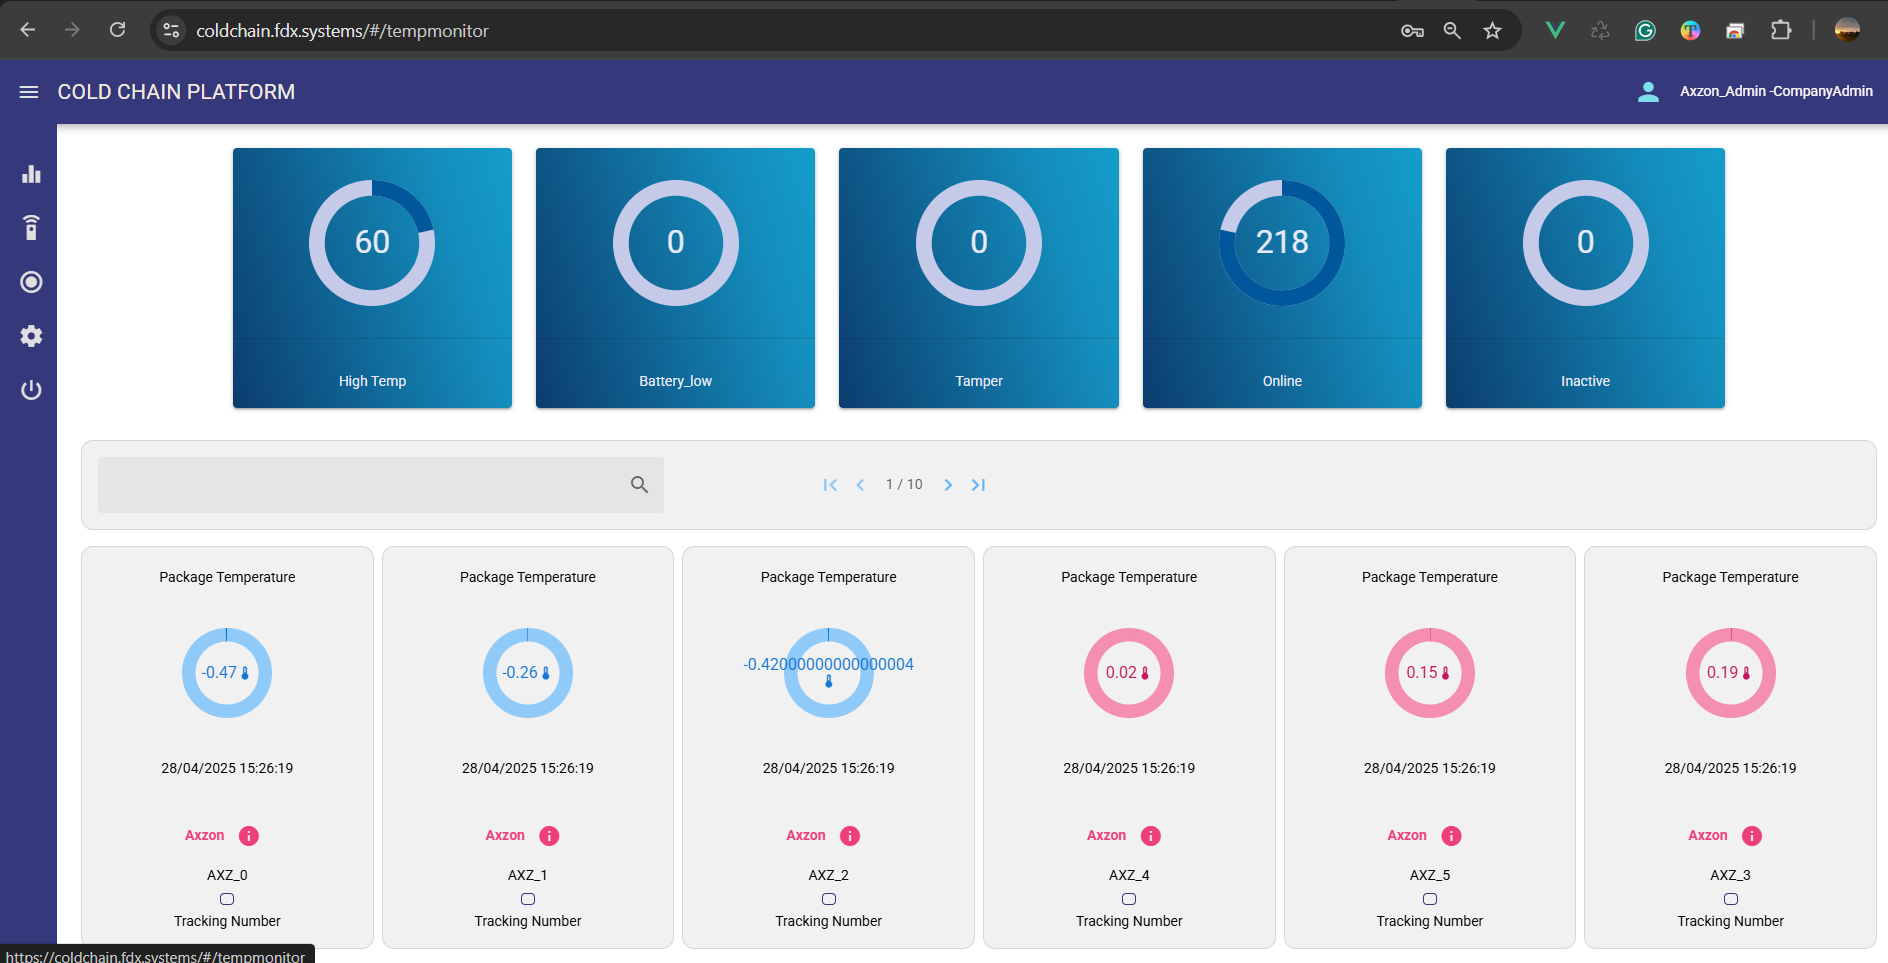 coldchain.fdx.systems/#/tempmonitor
COLD CHAIN PLATFORM
Axzon_Admin -CompanyAdmin
60
0
0
218
0
High Temp
Battery_low
Tamper
Online
Inactive
1 / 10
Package Temperature
Package Temperature
Package Temperature
Package Temperature
Package Temperature
Package Temperature
-0.47
-0.26
-0.42000000000000004
0.02
0.15
0.19
28/04/2025 15:26:19
28/04/2025 15:26:19
28/04/2025 15:26:19
28/04/2025 15:26:19
28/04/2025 15:26:19
28/04/2025 15:26:19
Axzon
Axzon
Axzon
Axzon
Axzon
Axzon
AXZ_0
AXZ_1
AXZ_2
AXZ_4
AXZ_5
AXZ_3
Tracking Number
Tracking Number
Tracking Number
Tracking Number
Tracking Number
Tracking Number
https://coldchain.fdx.systems/#/tempmonitor